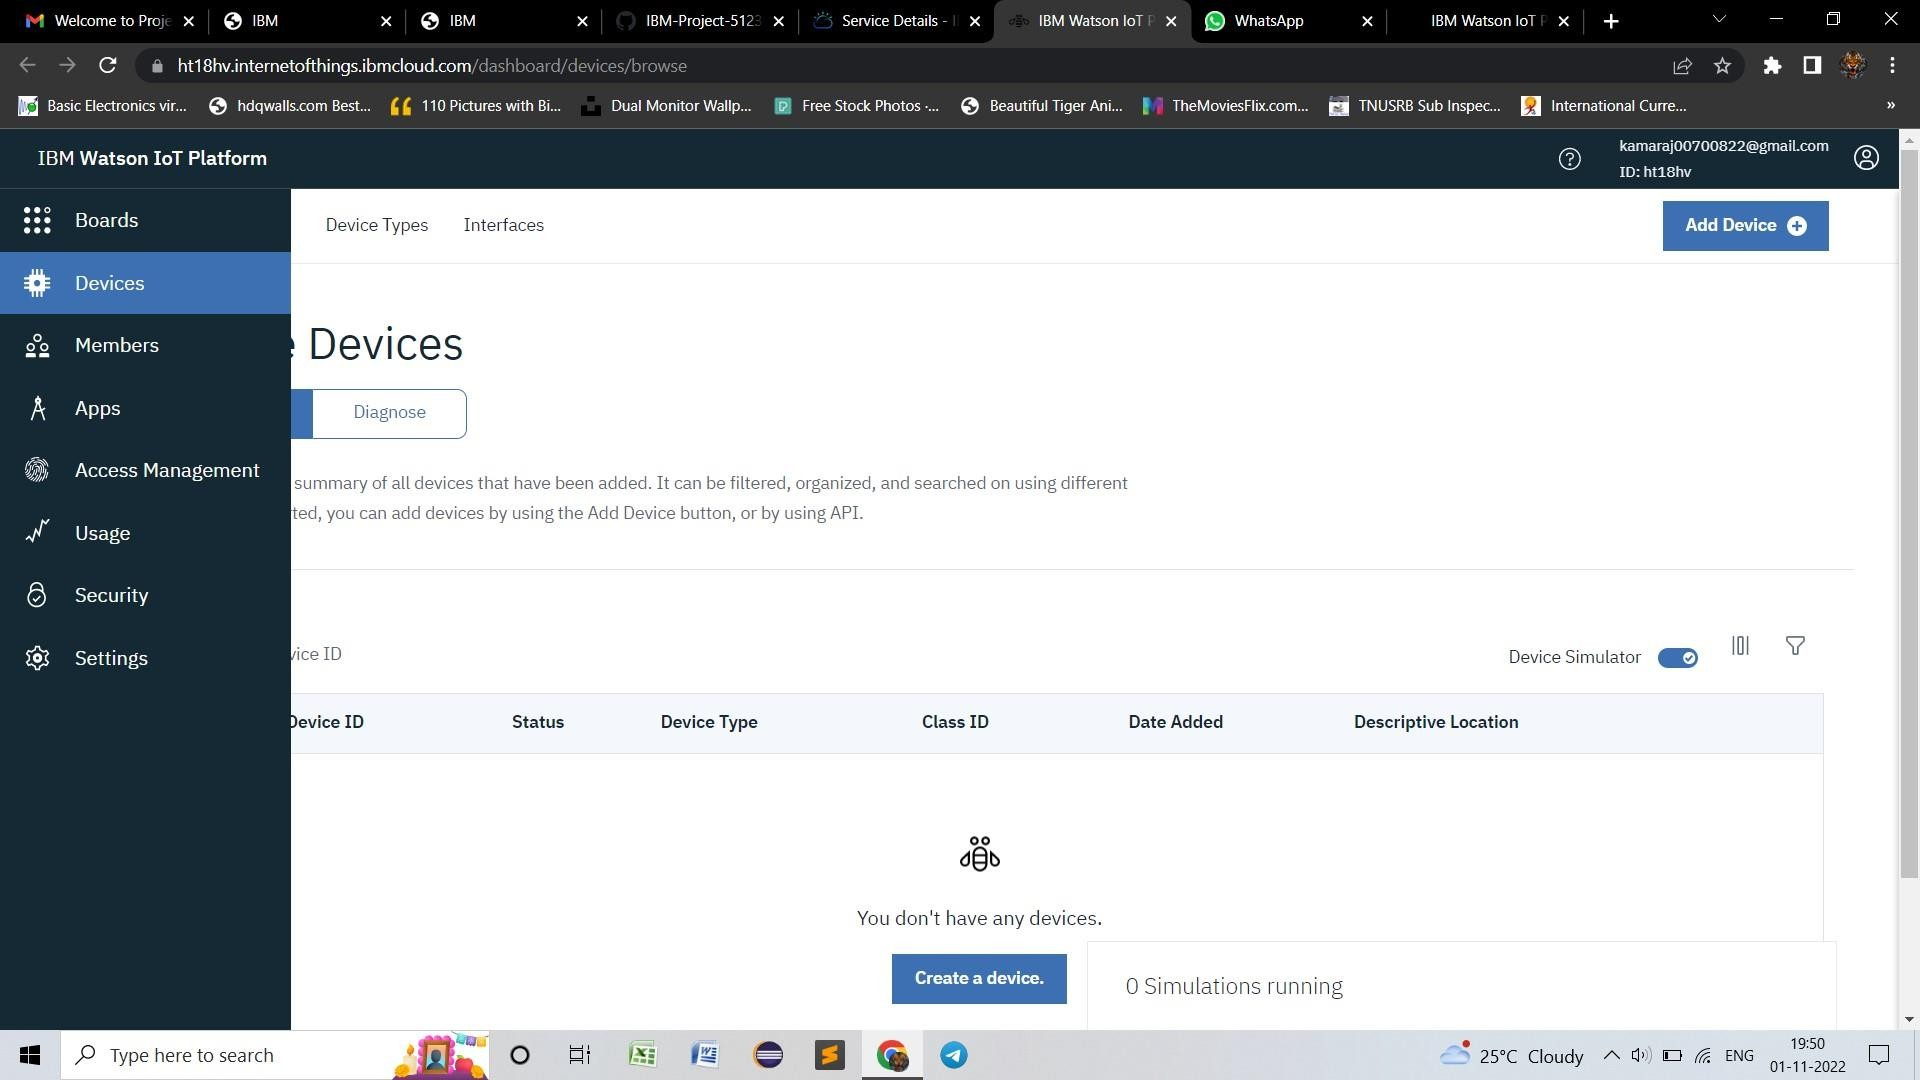 Welcome to Proje
IBM
IBM
IBM-Project-5123
Service Details - I
IBM Watson IoT P
WhatsApp
IBM Watson IoT P
ht18hv.internetofthings.ibmcloud.com/dashboard/devices/browse
Basic Electronics vir...
hdqwalls.com Best...
110 Pictures with Bi...
Dual Monitor Wallp...
Free Stock Photos ·...
Beautiful Tiger Ani...
TheMoviesFlix.com...
TNUSRB Sub Inspec...
International Curre...
»
IBM Watson IoT Platform
kamaraj00700822@gmail.com
ID: ht18hv
Boards
Devices
Members
Apps
Access Management
Usage
Security
Settings
Device Types
Interfaces
Add Device
Devices
Diagnose
summary of all devices that have been added. It can be filtered, organized, and searched on using different
ted, you can add devices by using the Add Device button, or by using API.
vice ID
Device Simulator
Device ID
Status
Device Type
Class ID
Date Added
Descriptive Location
You don't have any devices.
Create a device.
0 Simulations running
Type here to search
25°C Cloudy
ENG
19:50
01-11-2022